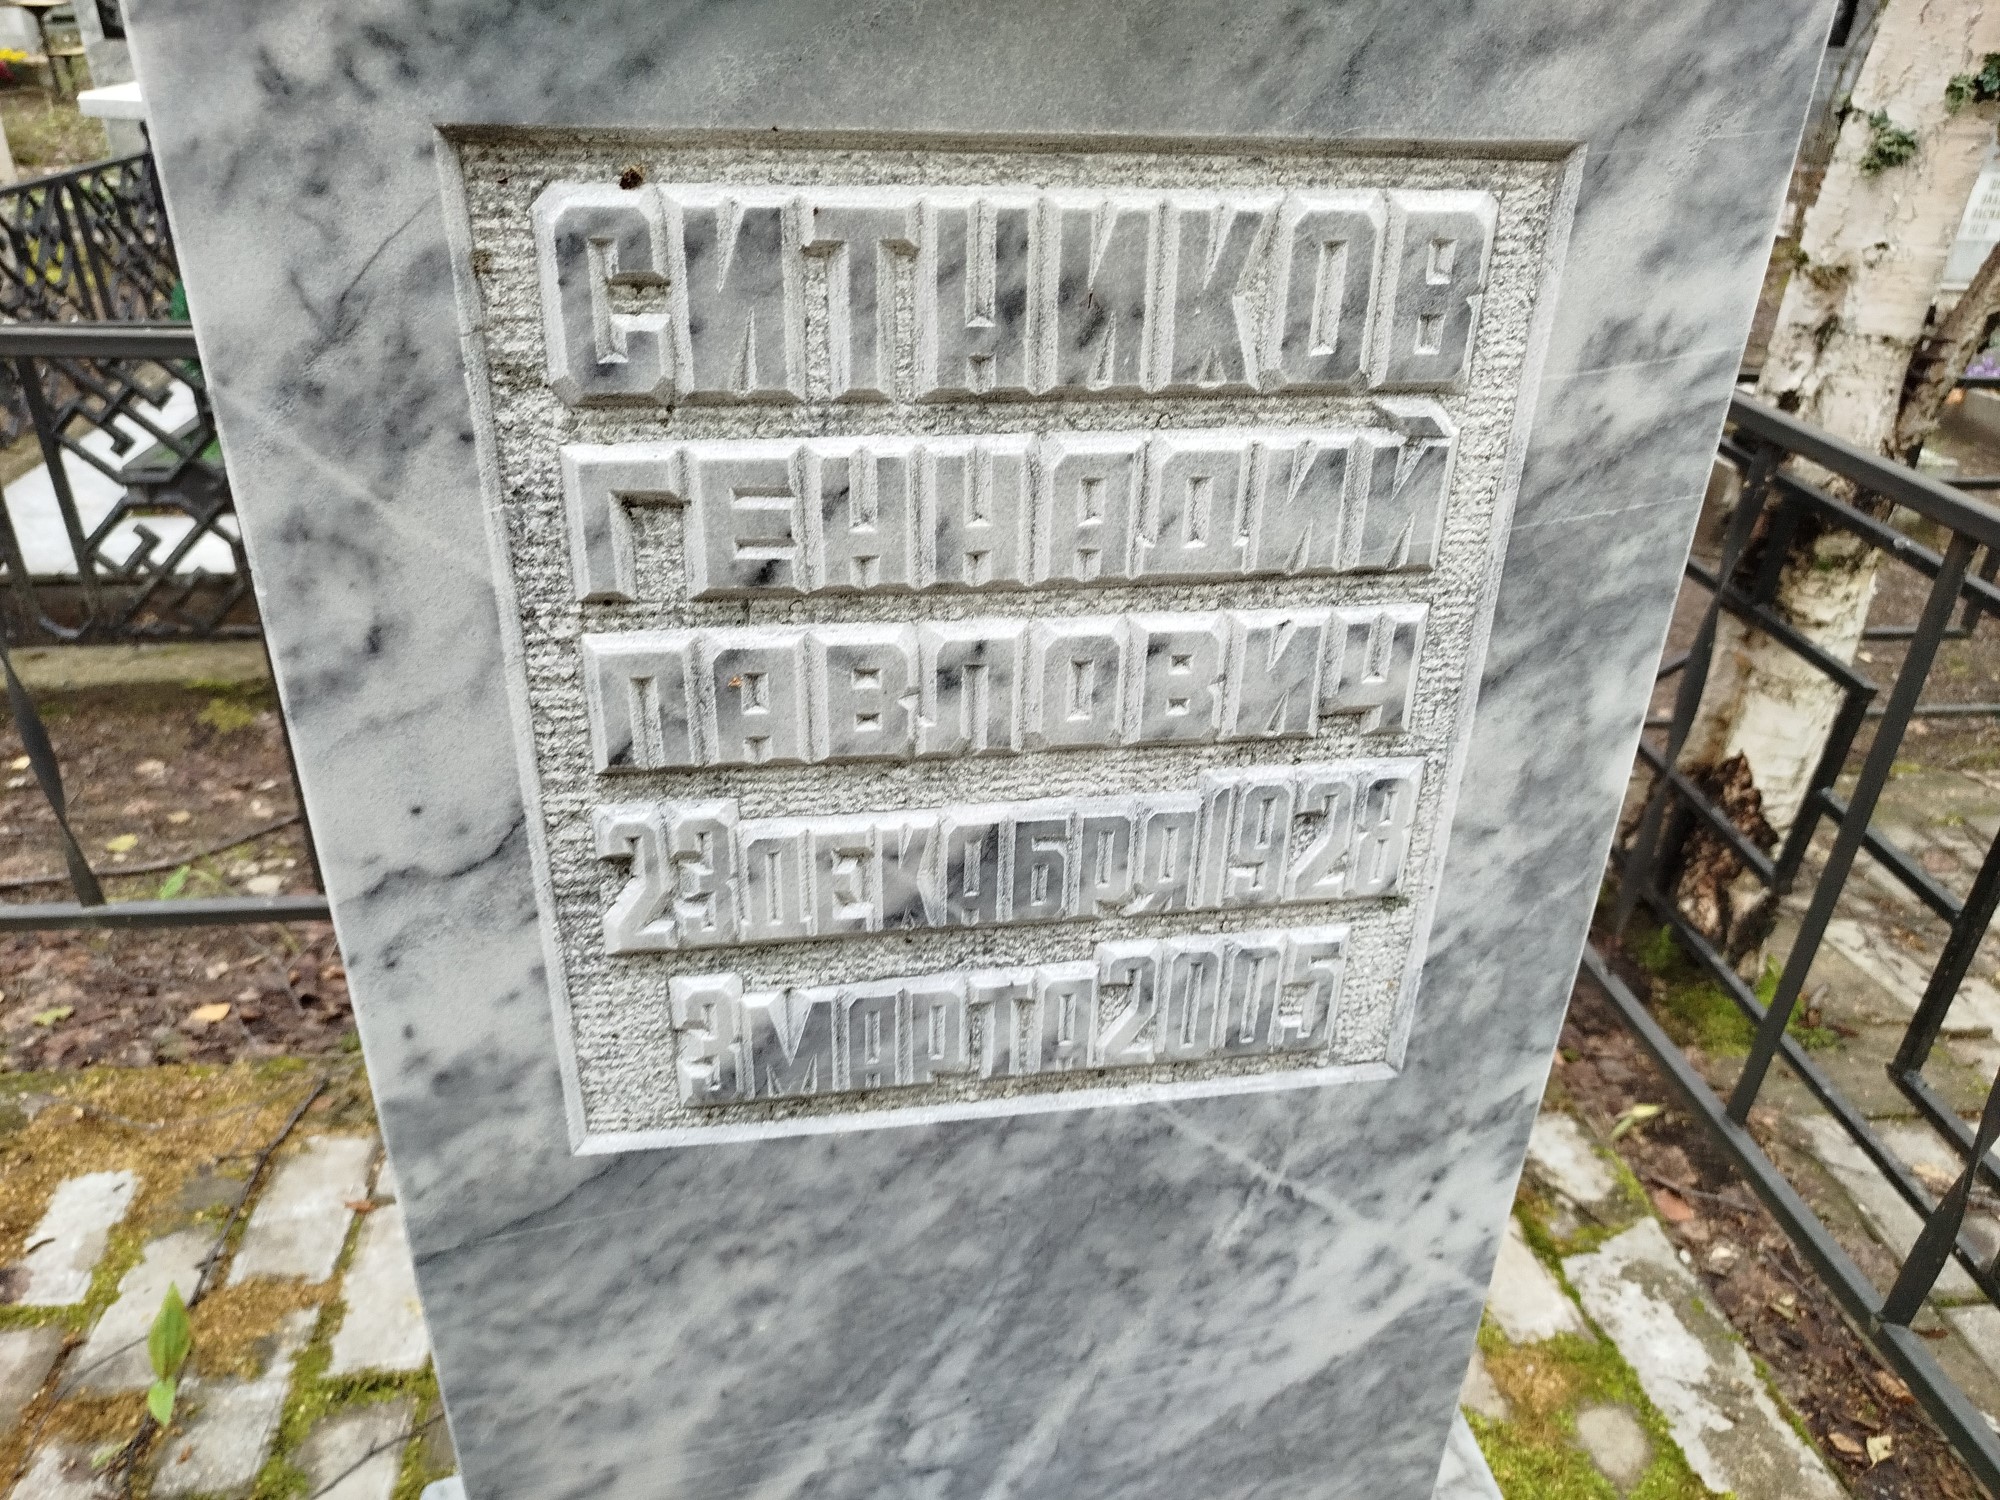 СИТНИКОВ
ГЕННАДИЙ
ПАВЛОВИЧ
23 ДЕКАБРЯ 1928
3 МАРТА 2005